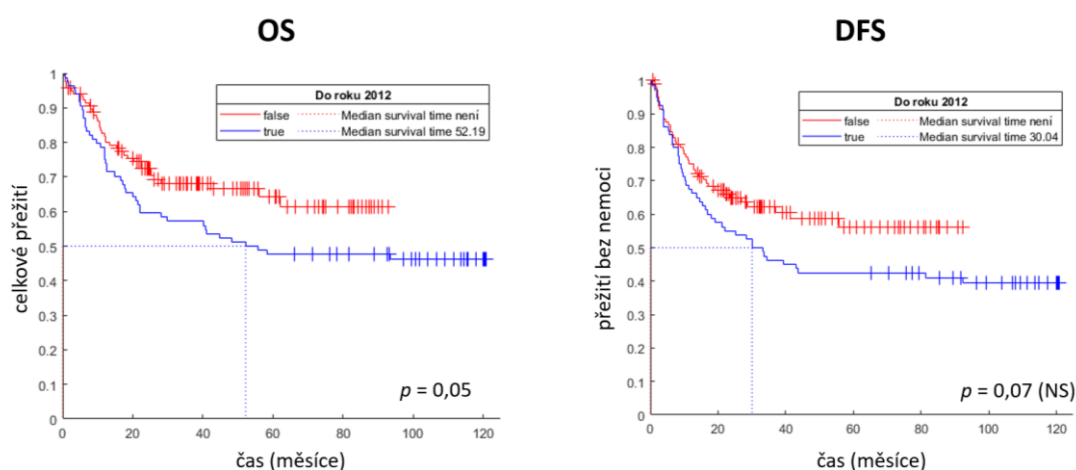 OS
DFS
celkové přežití
1
0.9
0.8
0.7
0.6
0.5
0.4
0.3
0.2
0.1
0
Do roku 2012
false Median survival time není
true Median survival time 52.19
p = 0,05
0 20 40 60 80 100 120
čas (měsíce)
přežití bez nemoci
1
0.9
0.8
0.7
0.6
0.5
0.4
0.3
0.2
0.1
0
Do roku 2012
false Median survival time není
true Median survival time 30.04
p = 0,07 (NS)
0 20 40 60 80 100 120
čas (měsíce)